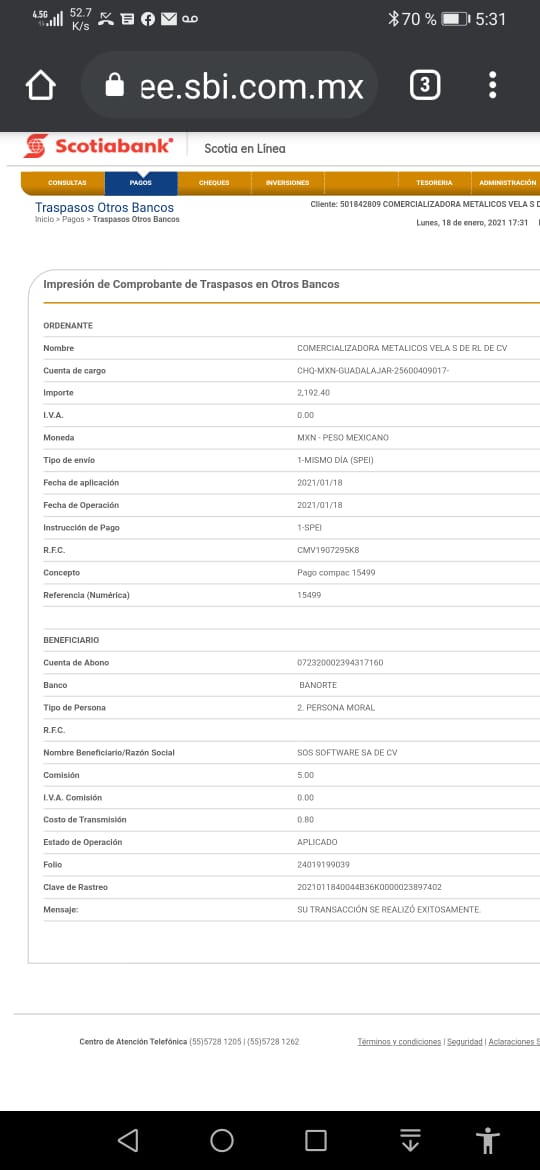 4.5G 52.7 K/s 70 % 5:31
ee.sbi.com.mx 3
Scotiabank Scotia en Línea
CONSULTAS PAGOS CHEQUES INVERSIONES TESORERIA ADMINISTRACIÓN
Traspasos Otros Bancos Cliente: 501842809 COMERCIALIZADORA METALICOS VELA S D
Inicio > Pagos > Traspasos Otros Bancos
Lunes, 18 de enero, 2021 17:31
Impresión de Comprobante de Traspasos en Otros Bancos
ORDENANTE
Nombre COMERCIALIZADORA METALICOS VELA S DE RL DE CV
Cuenta de cargo CHQ-MXN-GUADALAJAR-25600409017-
Importe 2,192.40
I.V.A. 0.00
Moneda MXN - PESO MEXICANO
Tipo de envío 1-MISMO DÍA (SPEI)
Fecha de aplicación 2021/01/18
Fecha de Operación 2021/01/18
Instrucción de Pago 1-SPEI
R.F.C. CMV1907295K8
Concepto Pago compac 15499
Referencia (Numérica) 15499
BENEFICIARIO
Cuenta de Abono 072320002394317160
Banco BANORTE
Tipo de Persona 2. PERSONA MORAL
R.F.C.
Nombre Beneficiario/Razón Social SOS SOFTWARE SA DE CV
Comisión 5.00
I.V.A. Comisión 0.00
Costo de Transmisión 0.80
Estado de Operación APLICADO
Folio 24019199039
Clave de Rastreo 2021011840044B36K0000023897402
Mensaje: SU TRANSACCIÓN SE REALIZÓ EXITOSAMENTE.
Centro de Atención Telefónica (55)5728 1205 | (55)5728 1262 Términos y condiciones | Seguridad | Aclaraciones S